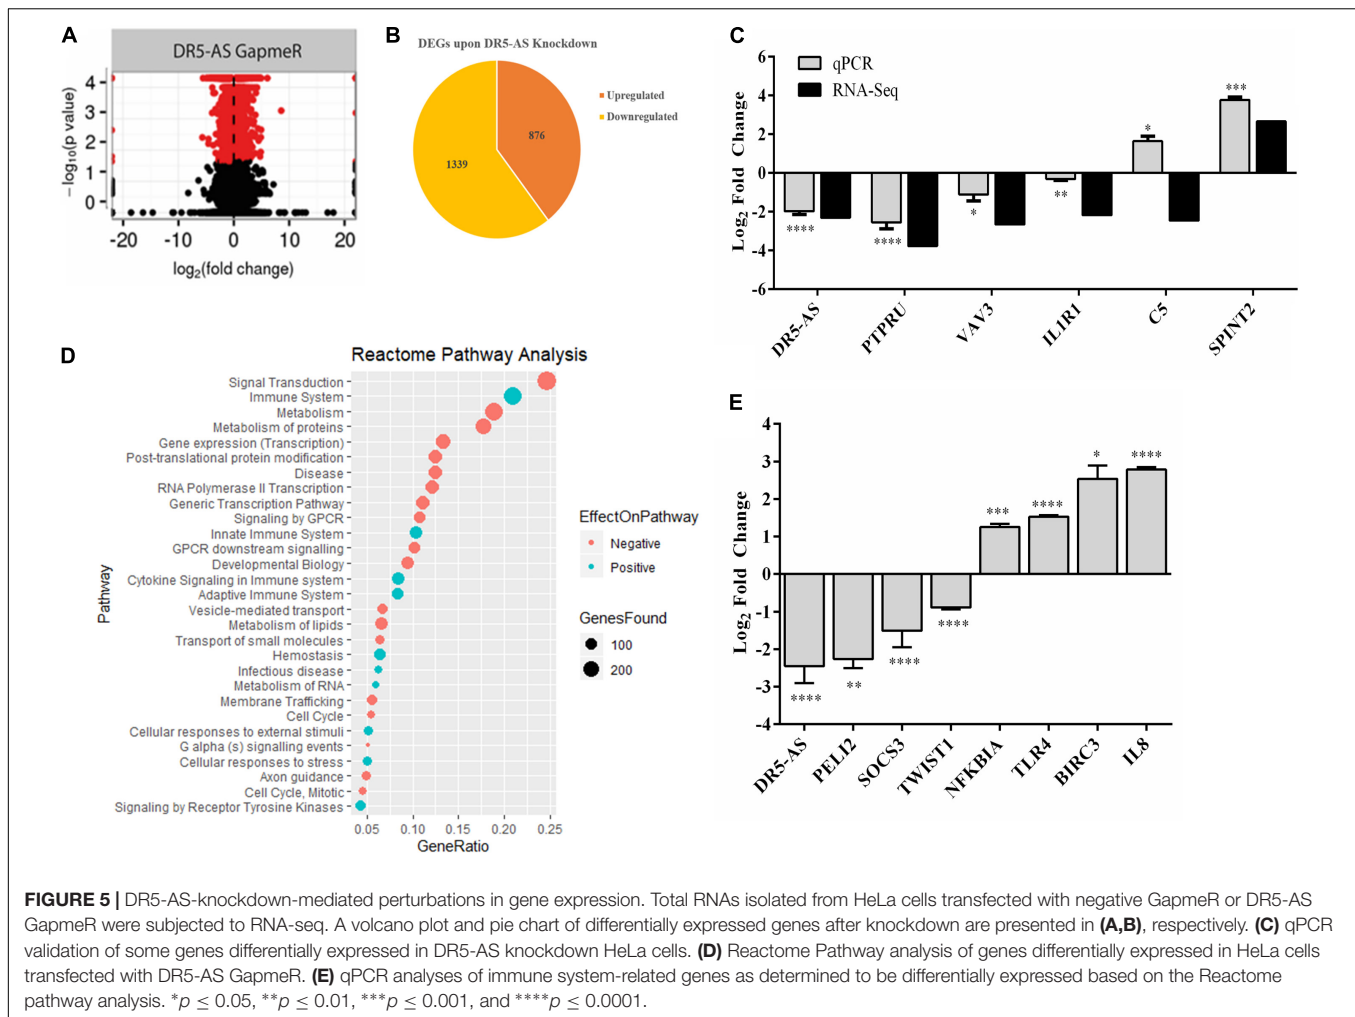 A
DR5-AS GapmeR
−log10(p value)
4
3
2
1
0
-20 -10 0 10 20
log2(fold change)
B
DEGs upon DR5-AS Knockdown
876
1339
Upregulated
Downregulated
C
qPCR
RNA-Seq
Log2 Fold Change
6
4
2
0
-2
-4
-6
****
****
*
**
*
***
DR5-AS PTPRU VAV3 IL1R1 C5 SPINT2
D
Reactome Pathway Analysis
Pathway
Signal Transduction
Immune System
Metabolism
Metabolism of proteins
Gene expression (Transcription)
Post-translational protein modification
Disease
RNA Polymerase II Transcription
Generic Transcription Pathway
Signaling by GPCR
Innate Immune System
GPCR downstream signalling
Developmental Biology
Cytokine Signaling in Immune system
Adaptive Immune System
Vesicle-mediated transport
Metabolism of lipids
Transport of small molecules
Hemostasis
Infectious disease
Metabolism of RNA
Membrane Trafficking
Cell Cycle
Cellular responses to external stimuli
G alpha (s) signalling events
Cellular responses to stress
Axon guidance
Cell Cycle, Mitotic
Signaling by Receptor Tyrosine Kinases
0.05 0.10 0.15 0.20 0.25
GeneRatio
EffectOnPathway
Negative
Positive
GenesFound
100
200
E
Log2 Fold Change
4
3
2
1
0
-1
-2
-3
-4
****
**
****
****
***
****
*
****
DR5-AS PELI2 SOCS3 TWIST1 NFKBIA TLR4 BIRC3 IL8
FIGURE 5 | DR5-AS-knockdown-mediated perturbations in gene expression. Total RNAs isolated from HeLa cells transfected with negative GapmeR or DR5-AS
GapmeR were subjected to RNA-seq. A volcano plot and pie chart of differentially expressed genes after knockdown are presented in (A,B), respectively. (C) qPCR
validation of some genes differentially expressed in DR5-AS knockdown HeLa cells. (D) Reactome Pathway analysis of genes differentially expressed in HeLa cells
transfected with DR5-AS GapmeR. (E) qPCR analyses of immune system-related genes as determined to be differentially expressed based on the Reactome
pathway analysis. *p ≤ 0.05, **p ≤ 0.01, ***p ≤ 0.001, and ****p ≤ 0.0001.